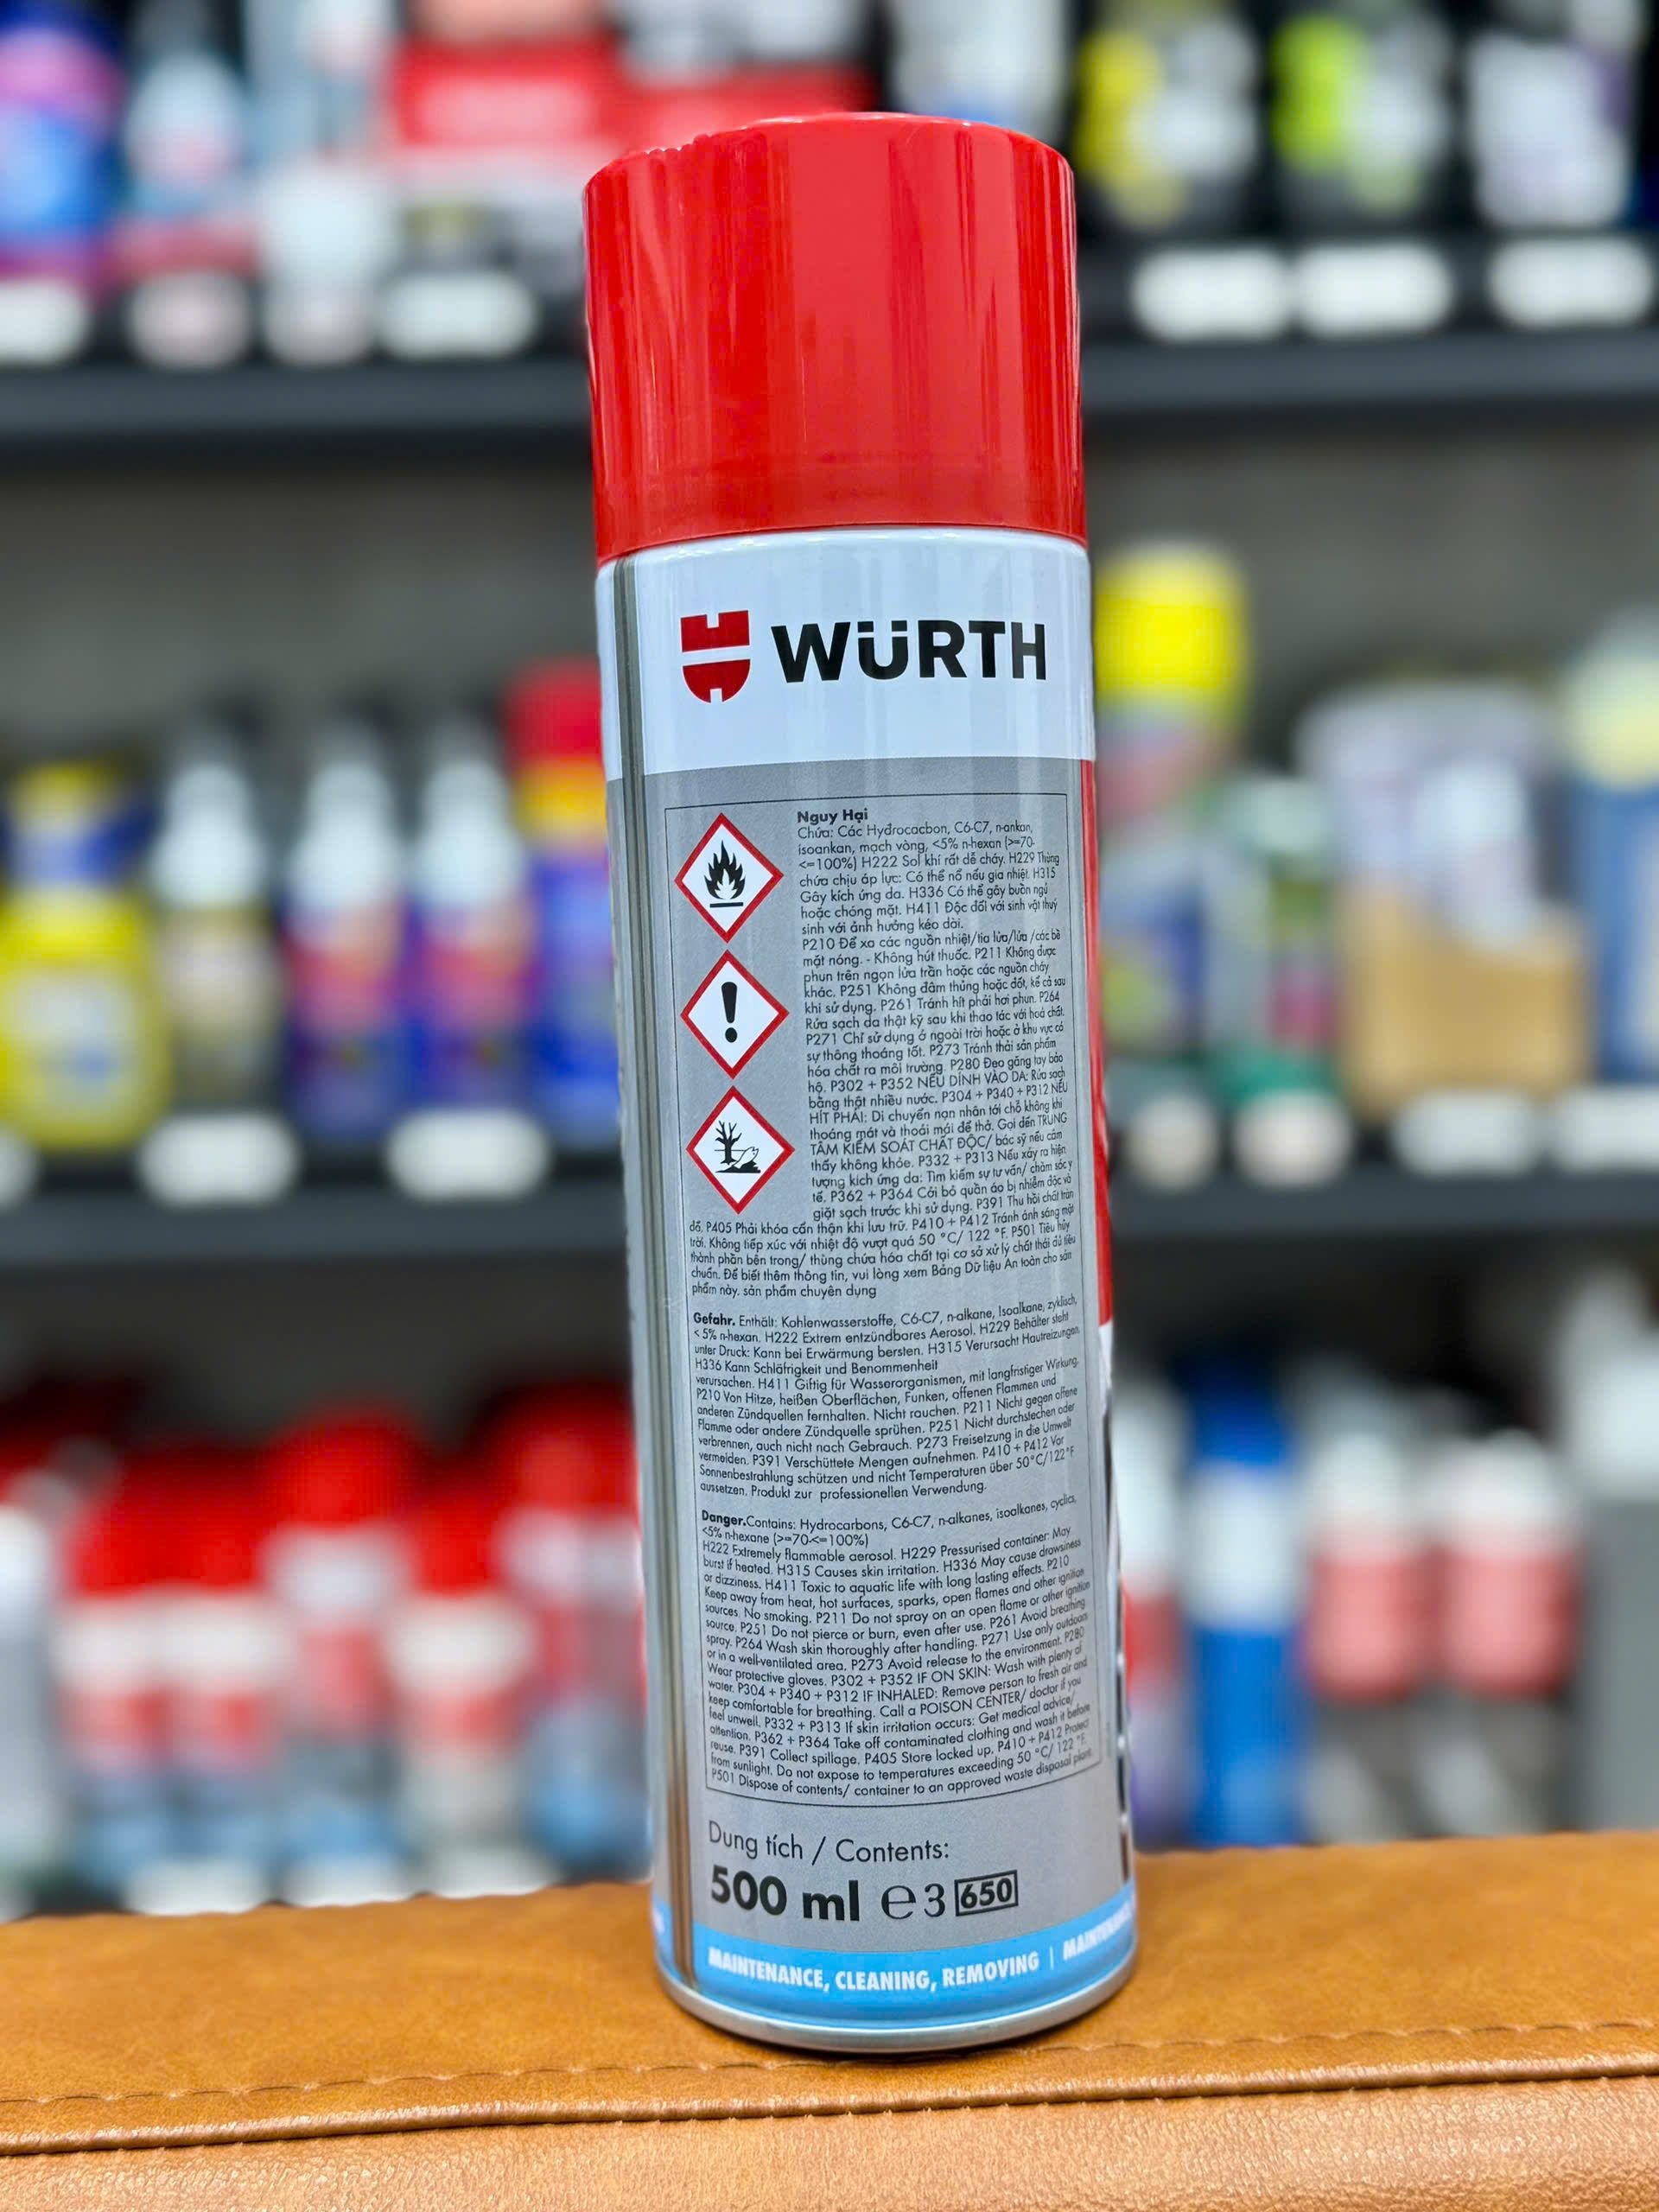 WÜRTH
Nguy Hại
Chứa: Các Hyđrocacbon, C6-C7, n-ankan,
isoankan, mạch vòng, <5% n-hexan (>=70-
<=100%) H222 Sol khí rất dễ cháy. H229 Thùng
chứa chịu áp lực: Có thể nổ nếu gia nhiệt. H315
Gây kích ứng da. H336 Có thể gây buồn ngủ
hoặc chóng mặt. H411 Độc đối với sinh vật thuỷ
sinh với ảnh hưởng kéo dài.
P210 Để xa các nguồn nhiệt/tia lửa/lửa /các bề
mặt nóng. - Không hút thuốc. P211 Không được
phun trên ngọn lửa trần hoặc các nguồn cháy
khác. P251 Không đâm thủng hoặc đốt, kể cả sau
khi sử dụng. P261 Tránh hít phải hơi phun. P264
Rửa sạch da thật kỹ sau khi thao tác với hoá chất.
P271 Chỉ sử dụng ở ngoài trời hoặc ở khu vực có
sự thông thoáng tốt. P273 Tránh thải sản phẩm
hóa chất ra môi trường. P280 Đeo găng tay bảo
hộ. P302 + P352 NẾU DÍNH VÀO DA: Rửa sạch
bằng thật nhiều nước. P304 + P340 + P312 NẾU
HÍT PHẢI: Di chuyển nạn nhân tới chỗ không khí
thoáng mát và thoải mái để thở. Gọi đến TRUNG
TÂM KIỂM SOÁT CHẤT ĐỘC/ bác sỹ nếu cảm
thấy không khỏe. P332 + P313 Nếu xảy ra hiện
tượng kích ứng da: Tìm kiếm sự tư vấn/ chăm sóc y
tế. P362 + P364 Cởi bỏ quần áo bị nhiễm độc và
giặt sạch trước khi sử dụng. P391 Thu hồi chất tràn
đổ. P405 Phải khóa cẩn thận khi lưu trữ. P410 + P412 Tránh ánh sáng mặt
trời. Không tiếp xúc với nhiệt độ vượt quá 50 °C/ 122 °F. P501 Tiêu hủy
thành phần bên trong/ thùng chứa hóa chất tại cơ sở xử lý chất thải đủ tiêu
chuẩn. Để biết thêm thông tin, vui lòng xem Bảng Dữ liệu An toàn cho sản
phẩm này. sản phẩm chuyên dụng
Gefahr. Enthält: Kohlenwasserstoffe, C6-C7, n-alkane, Isoalkane, zyklisch,
< 5% n-hexan. H222 Extrem entzündbares Aerosol. H229 Behälter steht
unter Druck: Kann bei Erwärmung bersten. H315 Verursacht Hautreizungen.
H336 Kann Schläfrigkeit und Benommenheit
verursachen. H411 Giftig für Wasserorganismen, mit langfristiger Wirkung.
P210 Von Hitze, heißen Oberflächen, Funken, offenen Flammen und
anderen Zündquellen fernhalten. Nicht rauchen. P211 Nicht gegen offene
Flamme oder andere Zündquelle sprühen. P251 Nicht durchstechen oder
verbrennen, auch nicht nach Gebrauch. P273 Freisetzung in die Umwelt
vermeiden. P391 Verschüttete Mengen aufnehmen. P410 + P412 Vor
Sonnenbestrahlung schützen und nicht Temperaturen über 50°C/122°F
aussetzen. Produkt zur professionellen Verwendung.
Danger.Contains: Hydrocarbons, C6-C7, n-alkanes, isoalkanes, cyclics,
<5% n-hexane (>=70-<=100%)
H222 Extremely flammable aerosol. H229 Pressurised container: May
burst if heated. H315 Causes skin irritation. H336 May cause drowsiness
or dizziness. H411 Toxic to aquatic life with long lasting effects. P210
Keep away from heat, hot surfaces, sparks, open flames and other ignition
sources. No smoking. P211 Do not spray on an open flame or other ignition
source. P251 Do not pierce or burn, even after use. P261 Avoid breathing
spray. P264 Wash skin thoroughly after handling. P271 Use only outdoors
or in a well-ventilated area. P273 Avoid release to the environment. P280
Wear protective gloves. P302 + P352 IF ON SKIN: Wash with plenty of
water. P304 + P340 + P312 IF INHALED: Remove person to fresh air and
keep comfortable for breathing. Call a POISON CENTER/ doctor if you
feel unwell. P332 + P313 If skin irritation occurs: Get medical advice/
attention. P362 + P364 Take off contaminated clothing and wash it before
reuse. P391 Collect spillage. P405 Store locked up. P410 + P412 Protect
from sunlight. Do not expose to temperatures exceeding 50 °C/ 122 °F.
P501 Dispose of contents/ container to an approved waste disposal plant.
Dung tích / Contents:
500 ml ℮ 3 650
MAINTENANCE, CLEANING, REMOVING |